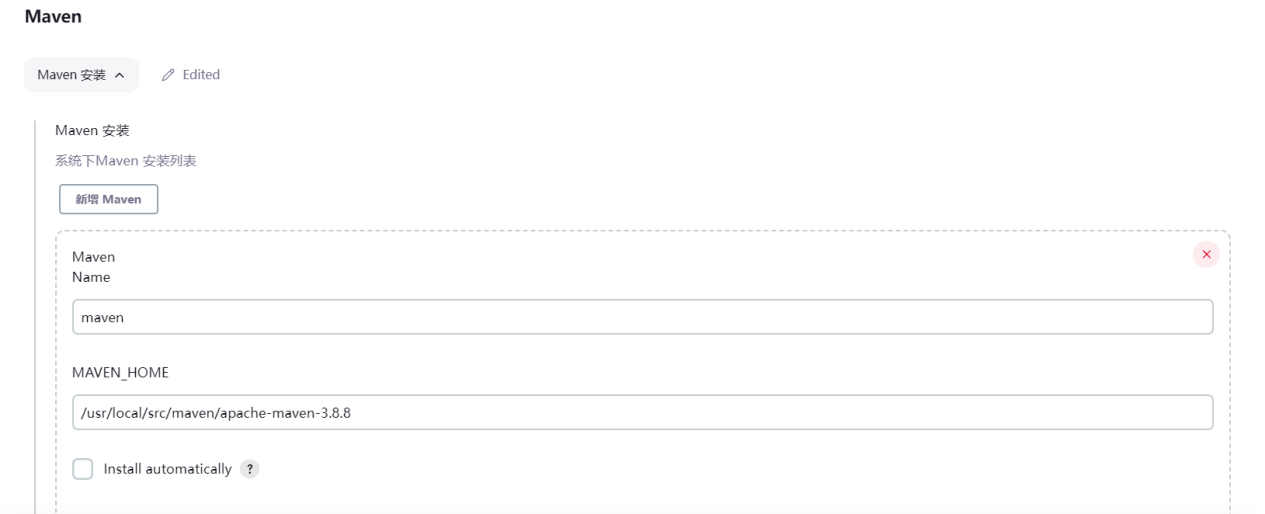 Maven
Maven 安装
Edited
Maven 安装
系统下Maven 安装列表
新增 Maven
Maven
Name
maven
MAVEN_HOME
/usr/local/src/maven/apache-maven-3.8.8
Install automatically ?